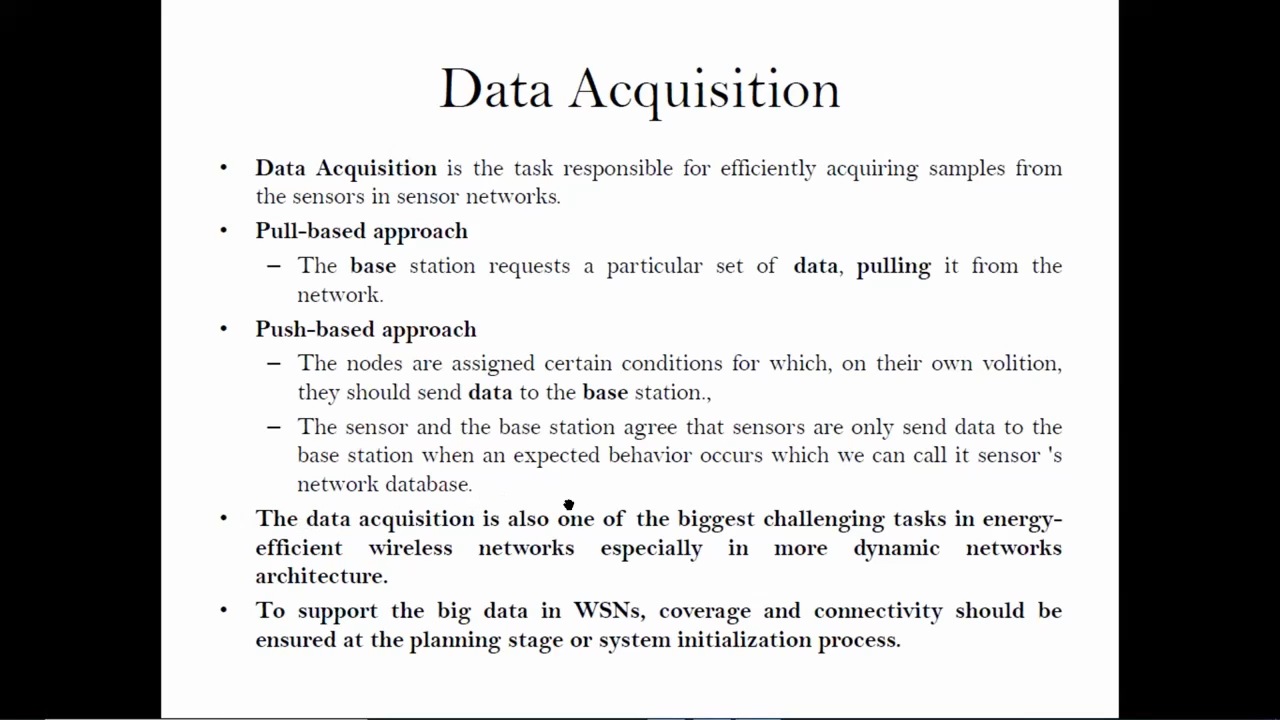 Data Acquisition
• Data Acquisition is the task responsible for efficiently acquiring samples from
the sensors in sensor networks.
• Pull-based approach
– The base station requests a particular set of data, pulling it from the
network.
• Push-based approach
– The nodes are assigned certain conditions for which, on their own volition,
they should send data to the base station.,
– The sensor and the base station agree that sensors are only send data to the
base station when an expected behavior occurs which we can call it sensor 's
network database.
• The data acquisition is also one of the biggest challenging tasks in energy-
efficient wireless networks especially in more dynamic networks
architecture.
• To support the big data in WSNs, coverage and connectivity should be
ensured at the planning stage or system initialization process.